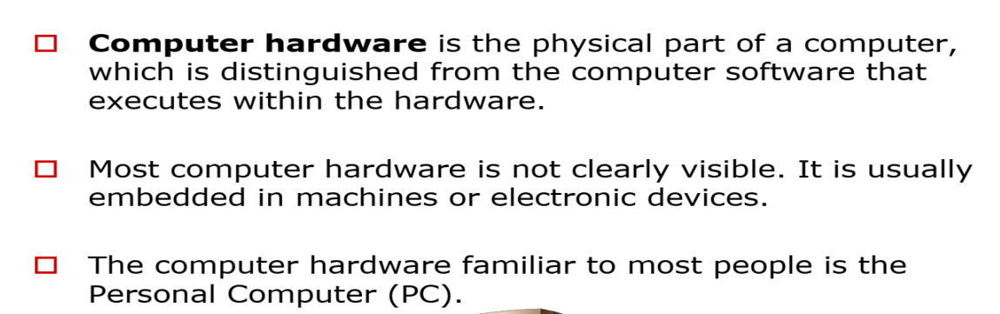 Computer hardware is the physical part of a computer,
which is distinguished from the computer software that
executes within the hardware.
Most computer hardware is not clearly visible. It is usually
embedded in machines or electronic devices.
The computer hardware familiar to most people is the
Personal Computer (PC).